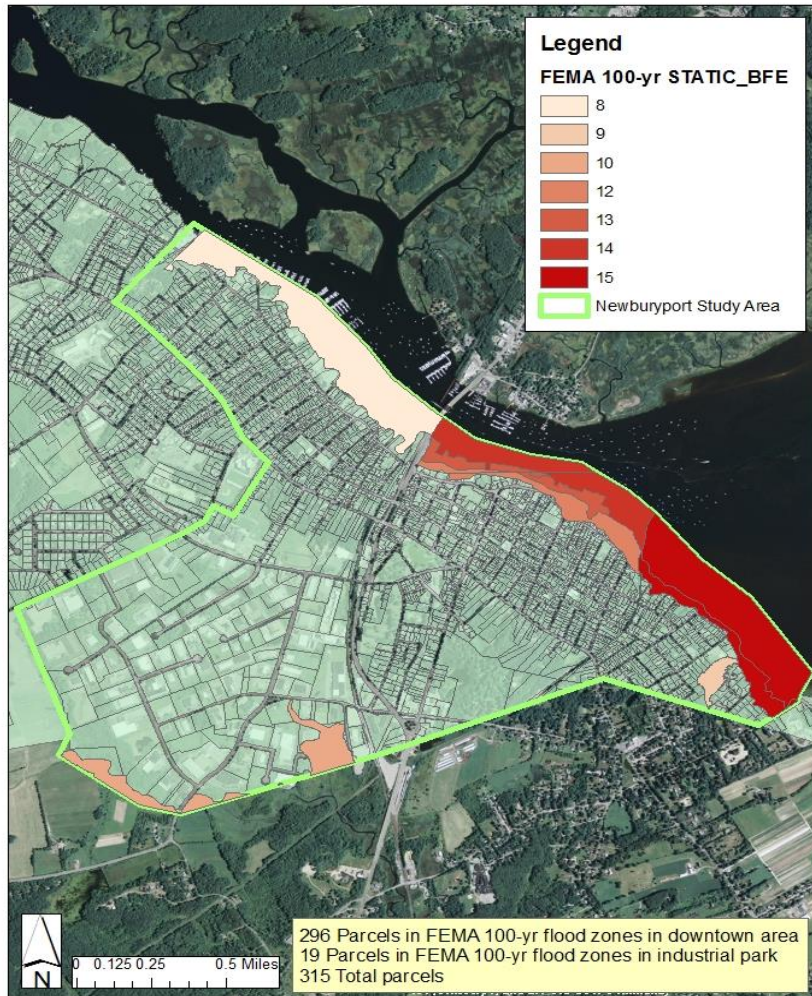 Legend
FEMA 100-yr STATIC_BFE
8
9
10
12
13
14
15
Newburyport Study Area
N
0 0.125 0.25 0.5 Miles
296 Parcels in FEMA 100-yr flood zones in downtown area
19 Parcels in FEMA 100-yr flood zones in industrial park
315 Total parcels